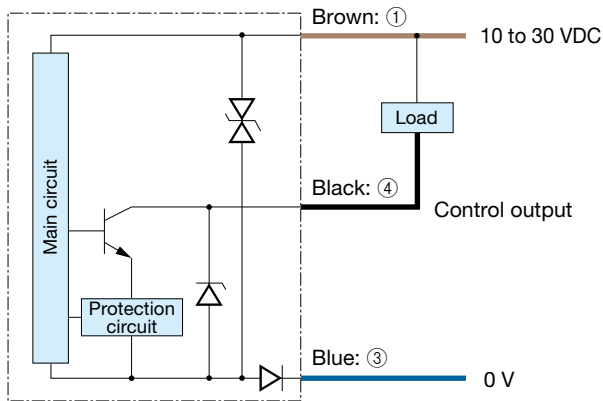 Brown: ①
10 to 30 VDC
Load
Main circuit
Black: ④
Control output
Protection
circuit
Blue: ③
0 V